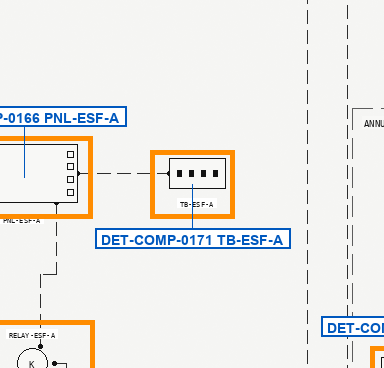 P-0166 PNL-ESF-A
ANNU
TB-ESF-A
PNL-ESF-A
DET-COMP-0171 TB-ESF-A
DET-CO
RELAY-ESF-A
K